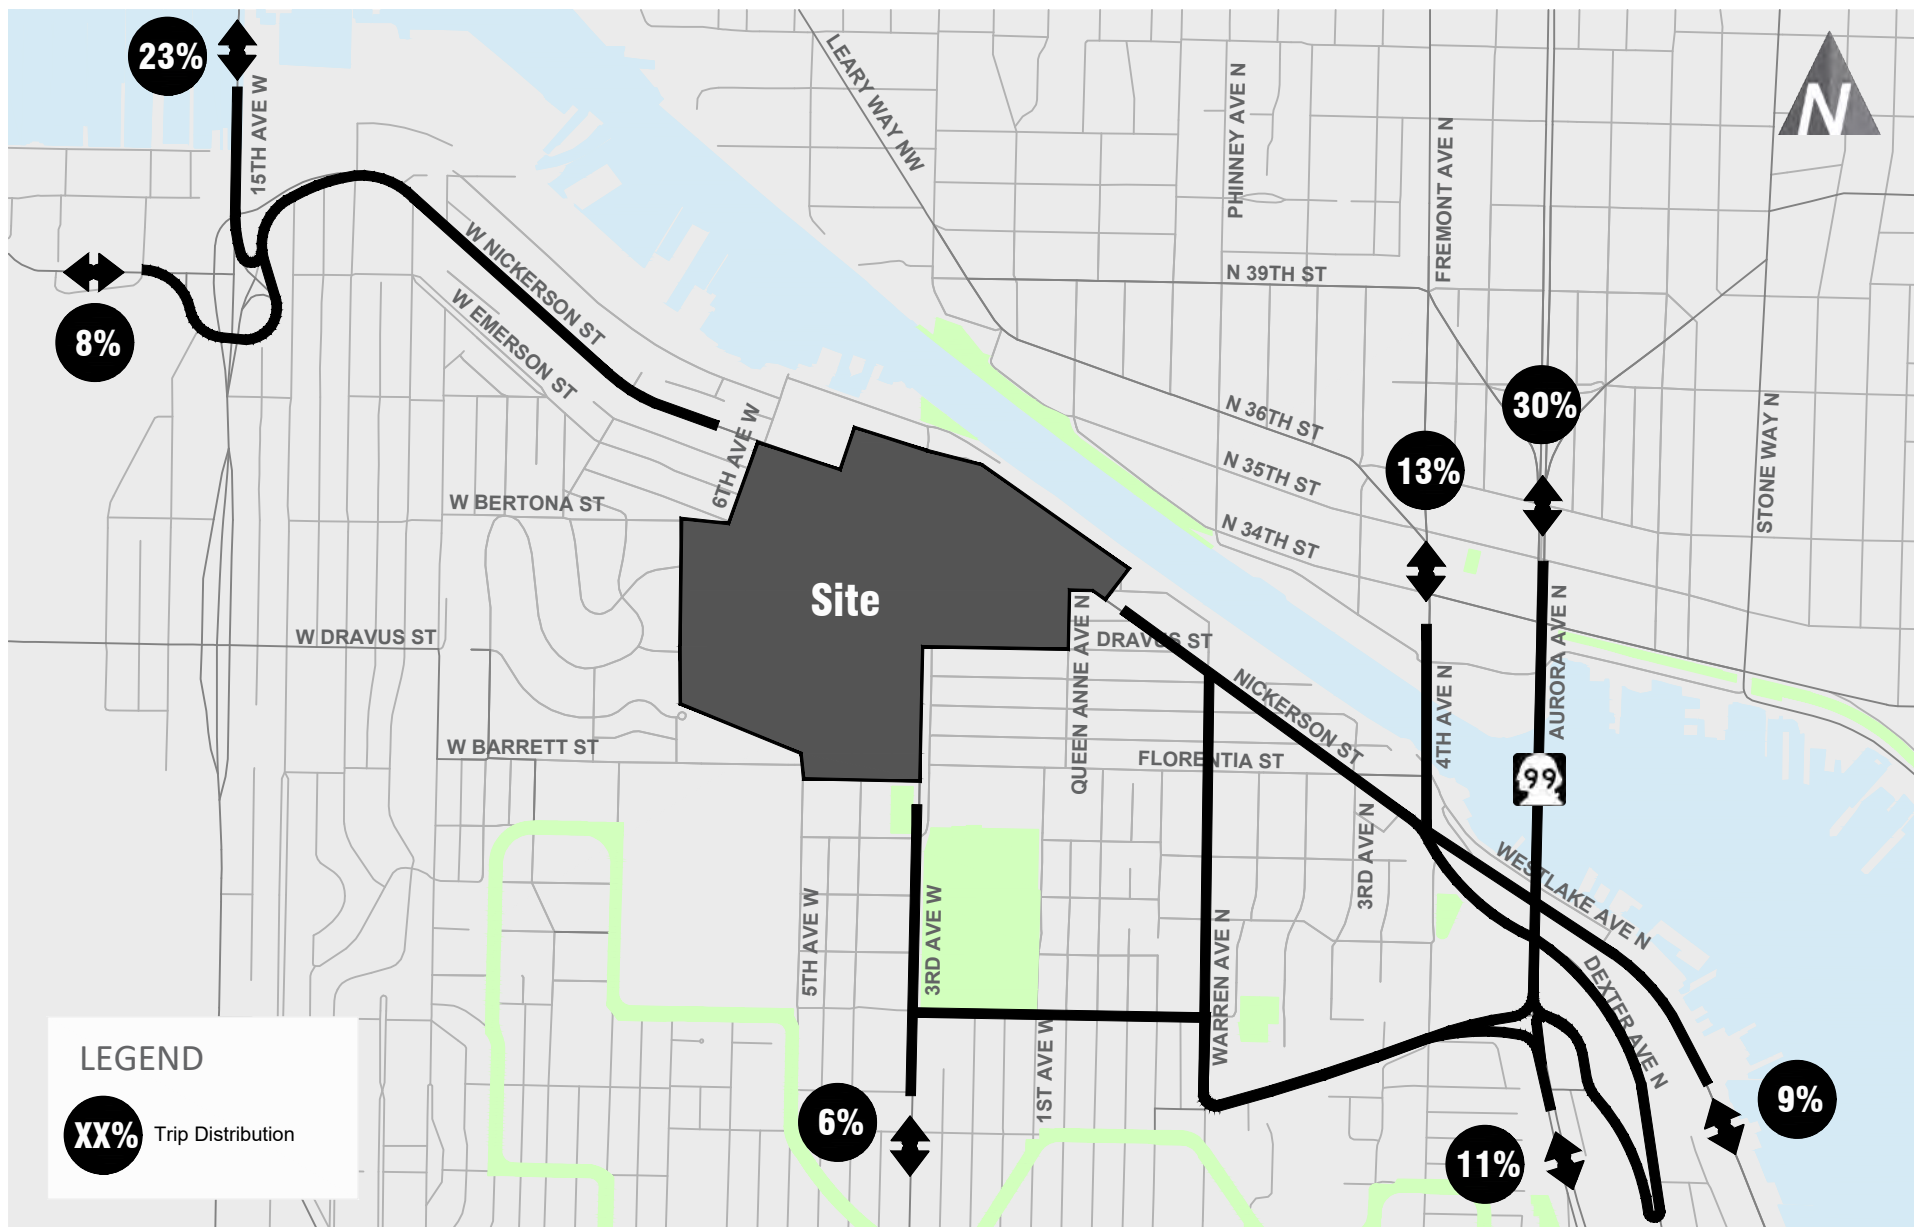 23%
15TH AVE W
LEARY WAY NW
PHINNEY AVE N
FREMONT AVE N
N
8%
W NICKERSON ST
W EMERSON ST
N 39TH ST
30%
13%
N 36TH ST
N 35TH ST
N 34TH ST
STONE WAY N
6TH AVE W
W BERTONA ST
Site
W DRAVUS ST
QUEEN ANNE AVE N
DRAVUS ST
NICKERSON ST
4TH AVE N
AURORA AVE N
W BARRETT ST
FLORENTIA ST
99
3RD AVE N
WESTLAKE AVE N
5TH AVE W
3RD AVE W
WARREN AVE N
DEXTER AVE N
1ST AVE W
6%
11%
9%
LEGEND
XX% Trip Distribution